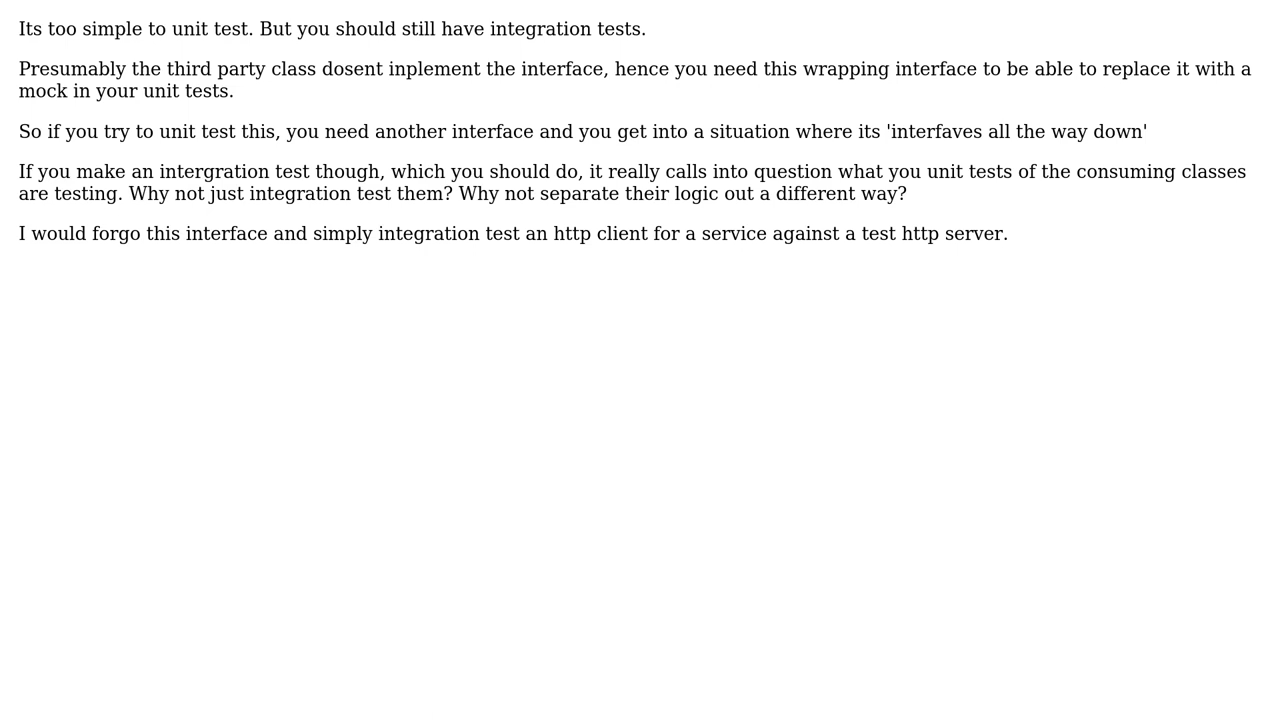 Its too simple to unit test. But you should still have integration tests.
Presumably the third party class dosent inplement the interface, hence you need this wrapping interface to be able to replace it with a
mock in your unit tests.
So if you try to unit test this, you need another interface and you get into a situation where its 'interfaves all the way down'
If you make an intergration test though, which you should do, it really calls into question what you unit tests of the consuming classes
are testing. Why not just integration test them? Why not separate their logic out a different way?
I would forgo this interface and simply integration test an http client for a service against a test http server.